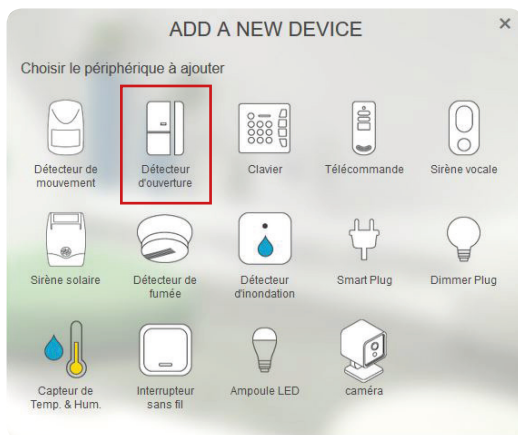 ADD A NEW DEVICE ×
Choisir le périphérique à ajouter
Détecteur de
mouvement
Détecteur
d'ouverture
Clavier
Télécommande
Sirène vocale
Sirène solaire
Détecteur de
fumée
Détecteur
d'inondation
Smart Plug
Dimmer Plug
Capteur de
Temp. & Hum.
Interrupteur
sans fil
Ampoule LED
caméra